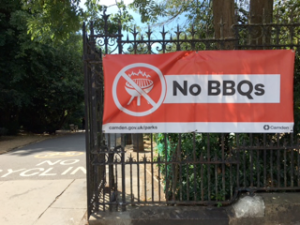 No BBQs
camden.gov.uk/parks
Camden
NO
CYCLING